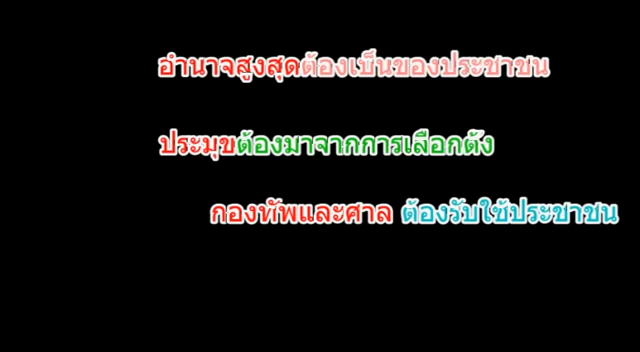 อำนาจสูงสุดต้องเป็นของประชาชน
ประมุขต้องมาจากการเลือกตั้ง
กองทัพและศาล ต้องรับใช้ประชาชน